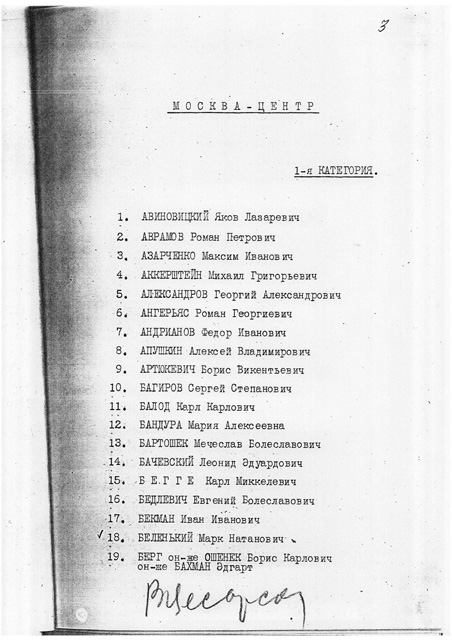 3
МОСКВА-ЦЕНТР
1-я КАТЕГОРИЯ.
1. АВИНОВИЦКИЙ Яков Лазаревич
2. АВРАМОВ Роман Петрович
3. АЗАРЧЕНКО Максим Иванович
4. АККЕРШТЕЙН Михаил Григорьевич
5. АЛЕКСАНДРОВ Георгий Александрович
6. АНГЕРЬЯС Роман Георгиевич
7. АНДРИАНОВ Федор Иванович
8. АПУШКИН Алексей Владимирович
9. АРТЮКЕВИЧ Борис Викентьевич
10. БАГИРОВ Сергей Степанович
11. БАЛОД Карл Карлович
12. БАНДУРА Мария Алексеевна
13. БАРТОШЕК Мечеслав Болеславович
14. БАЧЕВСКИЙ Леонид Эдуардович
15. Б Е Г Г Е Карл Миккелевич
16. БЕДЛЕВИЧ Евгений Болеславович
17. БЕКМАН Иван Иванович
✓ 18. БЕЛЕНЬКИЙ Марк Натанович
19. БЕРГ он-же ОШЕНЕК Борис Карлович
он-же БАХМАН Эдгарт